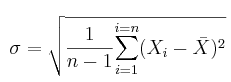 σ = √( 1/(n − 1) ∑_{i=1}^{i=n} (X_i − X̄)² )